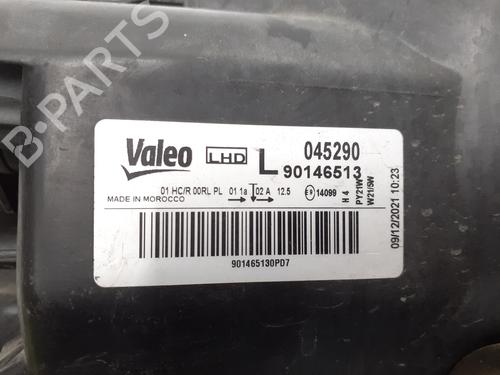 Valeo LHD L 045290
90146513
01 HC/R 00RL PL 01 1a 02 A 12.5 14099
MADE IN MOROCCO
H 4
PY21W
W21/5W
09/12/2021 10:23
901465130PD7
B-PARTS